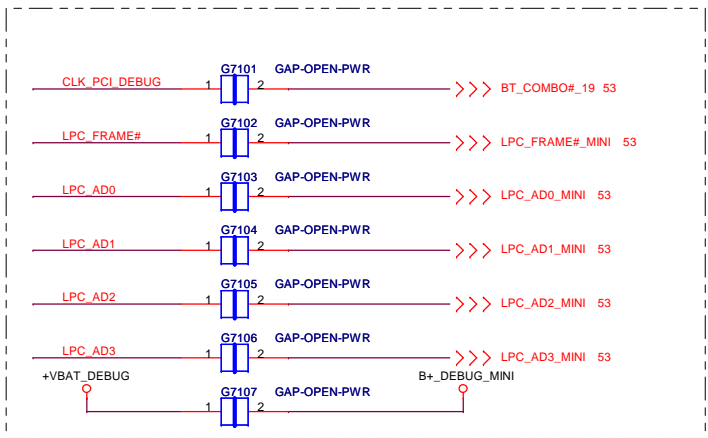 G7101 GAP-OPEN-PWR
CLK_PCI_DEBUG 1 2 BT_COMBO#_19 53
G7102 GAP-OPEN-PWR
LPC_FRAME# 1 2 LPC_FRAME#_MINI 53
G7103 GAP-OPEN-PWR
LPC_AD0 1 2 LPC_AD0_MINI 53
G7104 GAP-OPEN-PWR
LPC_AD1 1 2 LPC_AD1_MINI 53
G7105 GAP-OPEN-PWR
LPC_AD2 1 2 LPC_AD2_MINI 53
G7106 GAP-OPEN-PWR
LPC_AD3 1 2 LPC_AD3_MINI 53
+VBAT_DEBUG B+_DEBUG_MINI
G7107 GAP-OPEN-PWR
1 2